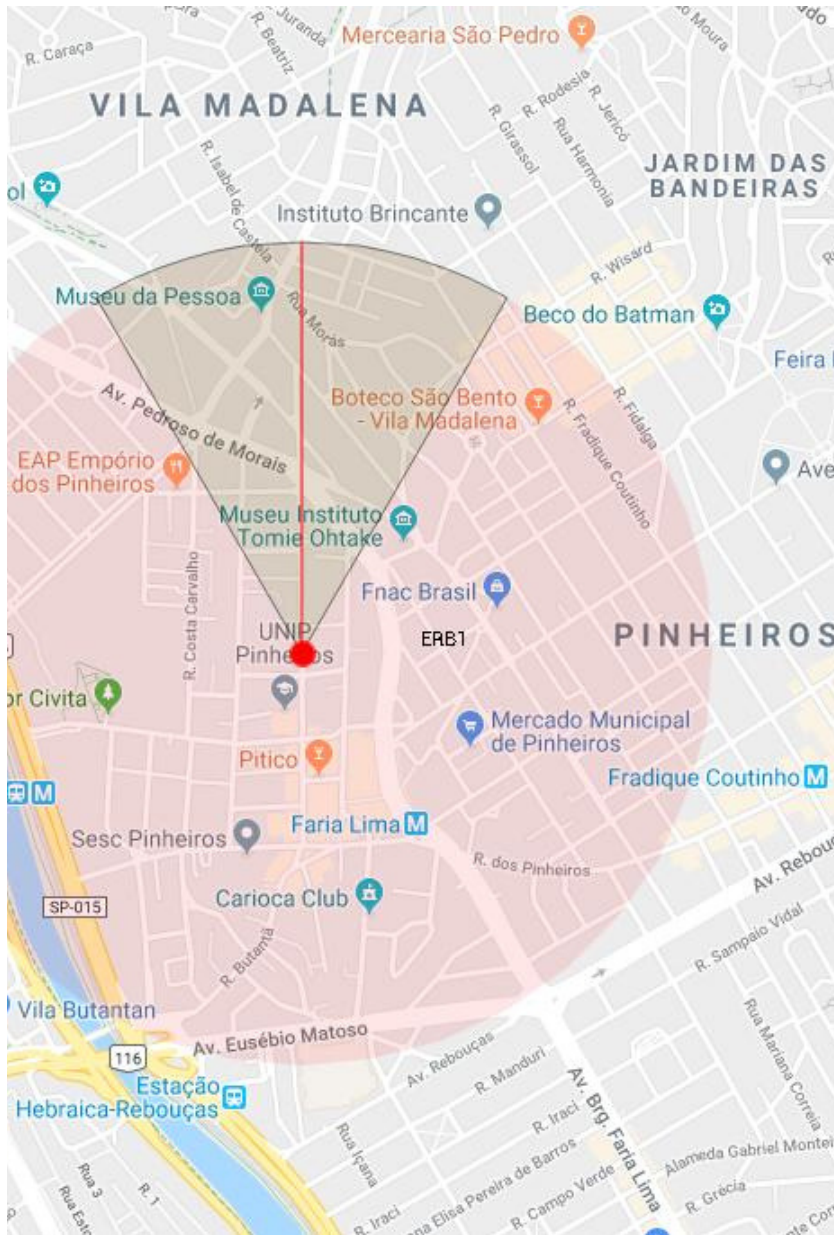 R. Caraça
R. Beatriz
Juranda
Mercearia São Pedro
Moura
R. Rodesia
R. Jericó
VILA MADALENA
R. Girassol
Rua Harmonia
R. Isabel de Castela
JARDIM DAS
BANDEIRAS
ol
Instituto Brincante
R. Wisard
Museu da Pessoa
Rua Morás
Beco do Batman
Feira
Av. Pedroso de Morais
Boteco São Bento
- Vila Madalena
R. Fidalga
R. Fradique Coutinho
EAP Empório
dos Pinheiros
Ave
Museu Instituto
Tomie Ohtake
R. Costa Carvalho
Fnac Brasil
UNIP
Pinheiros
ERB1
PINHEIROS
or Civita
Mercado Municipal
de Pinheiros
Pitico
Fradique Coutinho M
M
Faria Lima M
Sesc Pinheiros
R. dos Pinheiros
Av. Rebouç
Carioca Club
SP-015
R. Sampaio Vidal
R. Butantã
Vila Butantan
Av. Eusébio Matoso
Rua Mariana Correia
116
Av. Rebouças
R. Manduri
Estação
Hebraica-Rebouças
Av. Brg. Faria Lima
R. Iraci
Rua Içana
Alameda Gabriel Montei
ana Elisa Pereira de Barros
Rua 3
R. 1
Rua Esto
R. Campo Verde
R. Grécia
R. Iraci